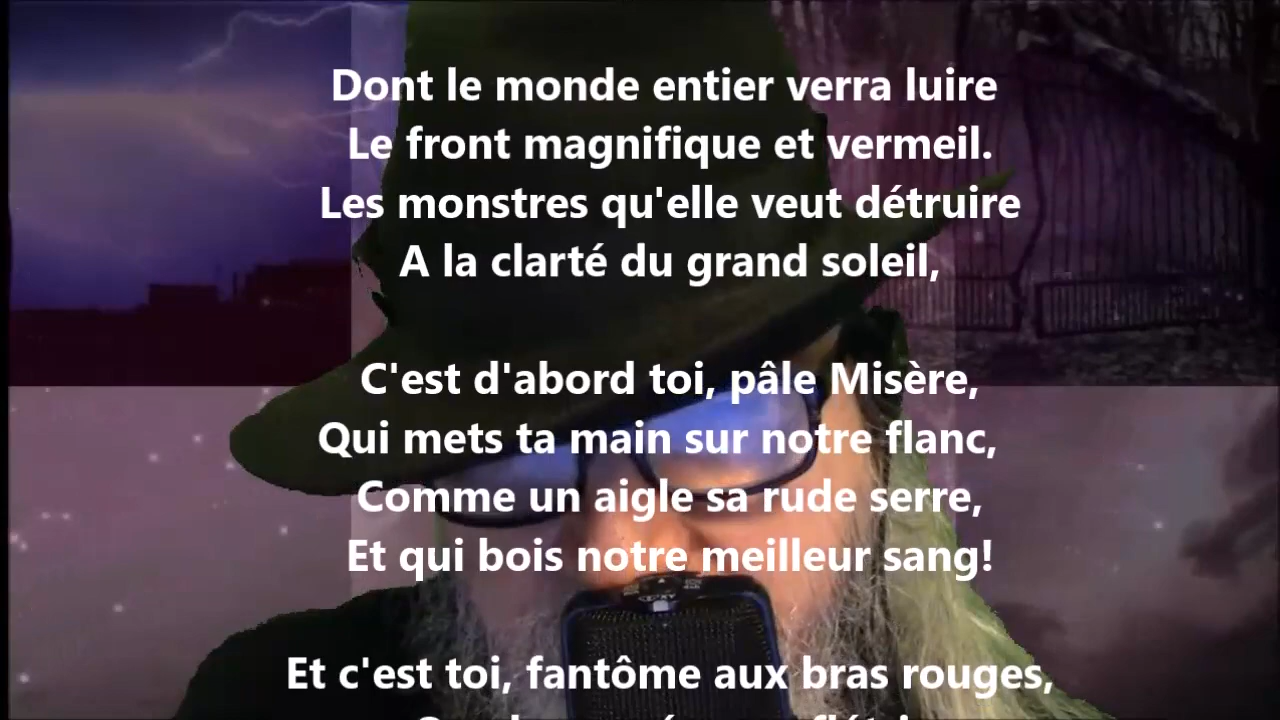 Dont le monde entier verra luire
Le front magnifique et vermeil.
Les monstres qu'elle veut détruire
A la clarté du grand soleil,
C'est d'abord toi, pâle Misère,
Qui mets ta main sur notre flanc,
Comme un aigle sa rude serre,
Et qui bois notre meilleur sang!
Et c'est toi, fantôme aux bras rouges,